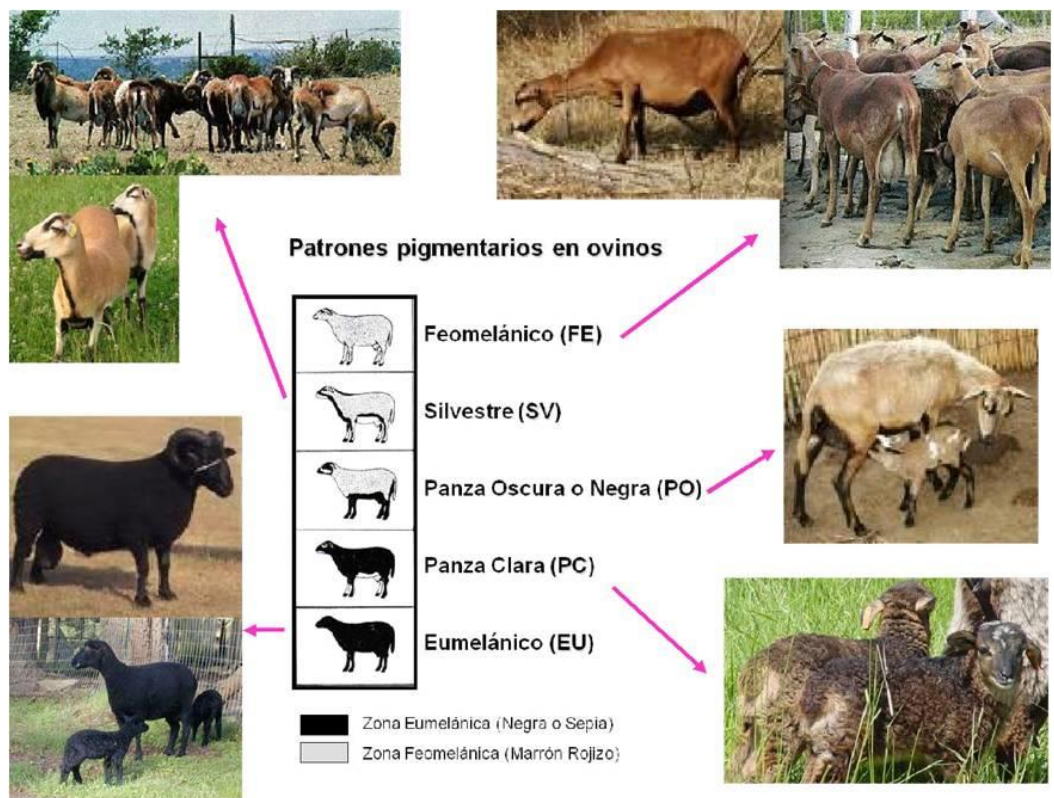 Patrones pigmentarios en ovinos
Feomelánico (FE)
Silvestre (SV)
Panza Oscura o Negra (PO)
Panza Clara (PC)
Eumelánico (EU)
Zona Eumelánica (Negra o Sepia)
Zona Feomelánica (Marrón Rojizo)